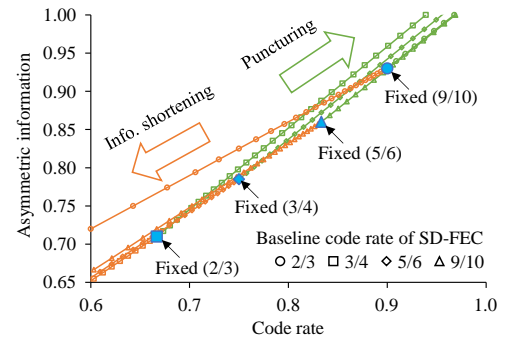 Asymmetric information
1.00
0.95
0.90
0.85
0.80
0.75
0.70
0.65
Puncturing
Info. shortening
Fixed (9/10)
Fixed (5/6)
Fixed (3/4)
Fixed (2/3)
Baseline code rate of SD-FEC
2/3 3/4 5/6 9/10
0.6 0.7 0.8 0.9 1.0
Code rate